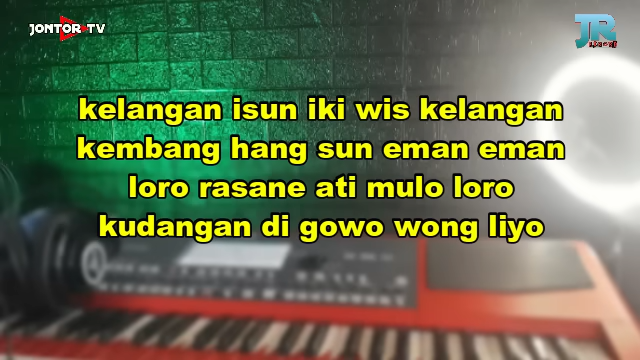 JONTOR TV
JR
kelangan isun iki wis kelangan
kembang hang sun eman eman
loro rasane ati mulo loro
kudangan di gowo wong liyo